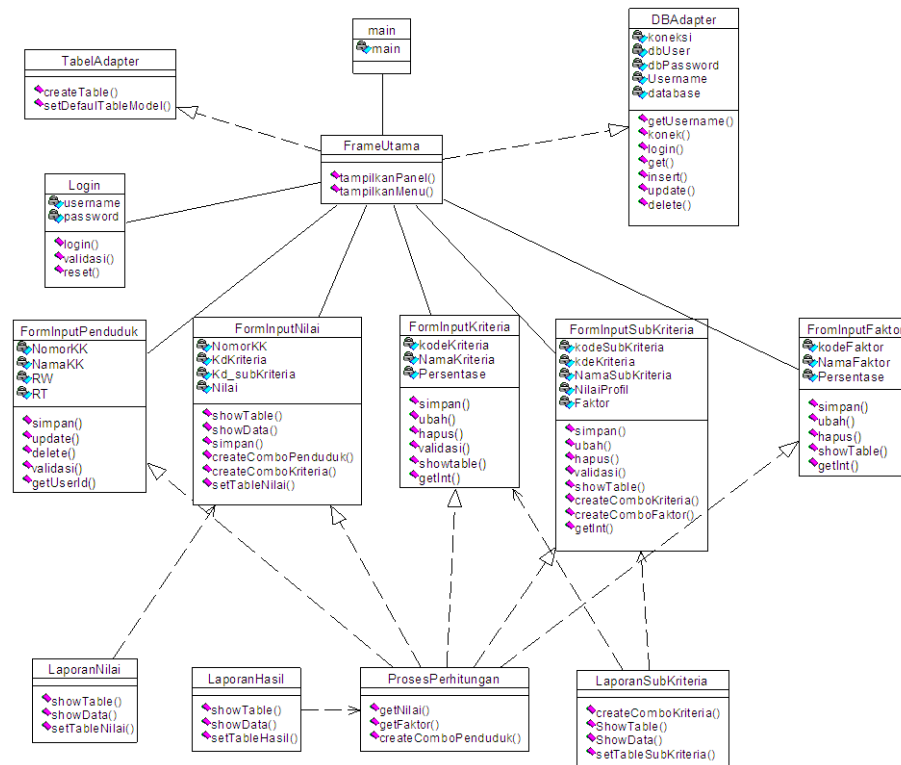 main
main
TabelAdapter
createTable()
setDefaulTableModel()
DBAdapter
koneksi
dbUser
dbPassword
Username
database
getUsername()
konek()
login()
get()
insert()
update()
delete()
FrameUtama
tampilkanPanel()
tampilkanMenu()
Login
username
password
login()
validasi()
reset()
FormInputPenduduk
NomorKK
NamaKK
RW
RT
simpan()
update()
delete()
validasi()
getUserId()
FormInputNilai
NomorKK
KdKriteria
Kd_subKriteria
Nilai
showTable()
showData()
simpan()
createComboPenduduk()
createComboKriteria()
setTableNilai()
FormInputKriteria
kodeKriteria
NamaKriteria
Persentase
simpan()
ubah()
hapus()
validasi()
showtable()
getInt()
FormInputSubKriteria
kodeSubKriteria
kdeKriteria
NamaSubKriteria
NilaiProfil
Faktor
simpan()
ubah()
hapus()
validasi()
showTable()
createComboKriteria()
createComboFaktor()
getInt()
FromInputFaktor
kodeFaktor
NamaFaktor
Persentase
simpan()
ubah()
hapus()
showTable()
getInt()
LaporanNilai
showTable()
showData()
setTableNilai()
LaporanHasil
showTable()
showData()
setTableHasil()
ProsesPerhitungan
getNilai()
getFaktor()
createComboPenduduk()
LaporanSubKriteria
createComboKriteria()
ShowTable()
ShowData()
setTableSubKriteria()